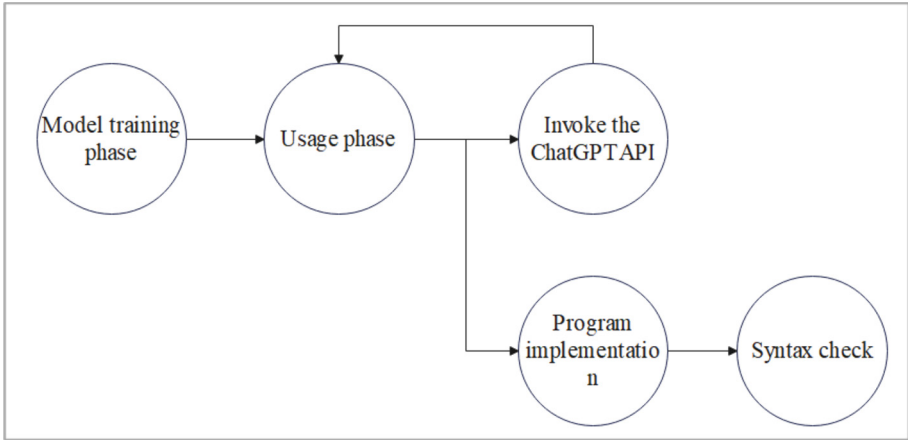 Model training
phase
Usage phase
Invoke the
ChatGPT API
Program
implementatio
n
Syntax check